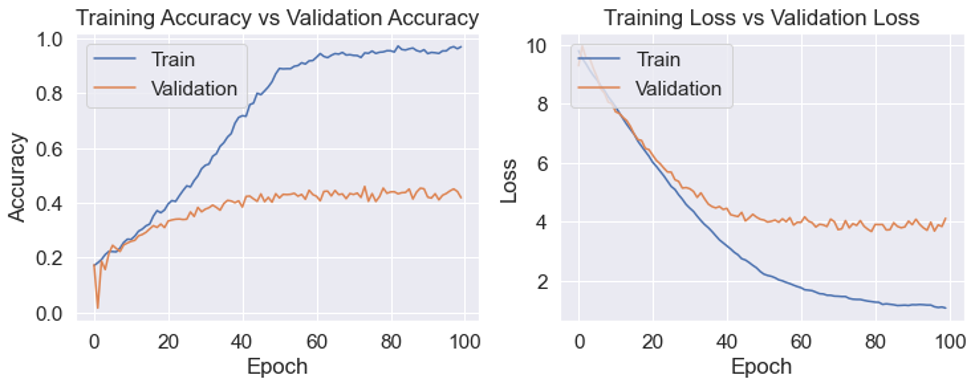 Training Accuracy vs Validation Accuracy
1.0
0.8
0.6
0.4
0.2
0.0
Accuracy
Train
Validation
0 20 40 60 80 100
Epoch
Training Loss vs Validation Loss
10
8
6
4
2
Loss
Train
Validation
0 20 40 60 80 100
Epoch